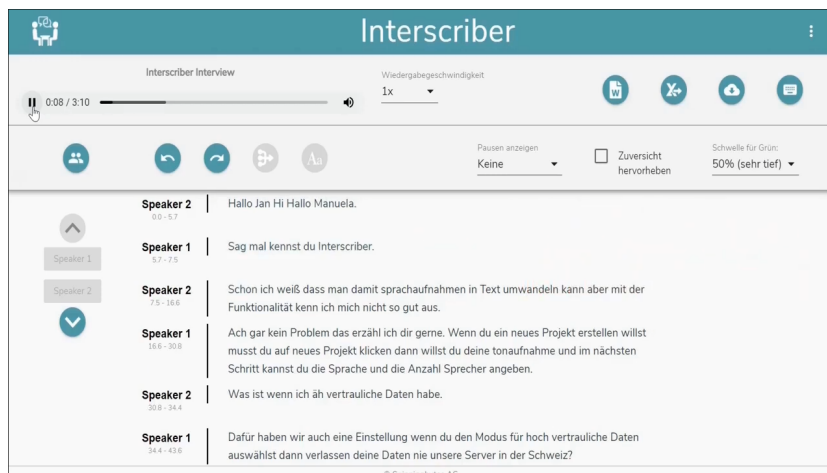 Interscriber
Interscriber Interview
Wiedergabegeschwindigkeit
0:08 / 3:10
1x
W
Pausen anzeigen
Keine
Zuversicht
hervorheben
Schwelle für Grün:
50% (sehr tief)
Aa
Speaker 1
Speaker 2
Speaker 2
0.0 - 5.7
Hallo Jan Hi Hallo Manuela.
Speaker 1
5.7 - 7.5
Sag mal kennst du Interscriber.
Speaker 2
7.5 - 16.6
Schon ich weiß dass man damit sprachaufnahmen in Text umwandeln kann aber mit der
Funktionalität kenn ich mich nicht so gut aus.
Speaker 1
16.6 - 30.8
Ach gar kein Problem das erzähl ich dir gerne. Wenn du ein neues Projekt erstellen willst
musst du auf neues Projekt klicken dann willst du deine tonaufnahme und im nächsten
Schritt kannst du die Sprache und die Anzahl Sprecher angeben.
Speaker 2
30.8 - 34.4
Was ist wenn ich äh vertrauliche Daten habe.
Speaker 1
34.4 - 43.6
Dafür haben wir auch eine Einstellung wenn du den Modus für hoch vertrauliche Daten
auswählst dann verlassen deine Daten nie unsere Server in der Schweiz?